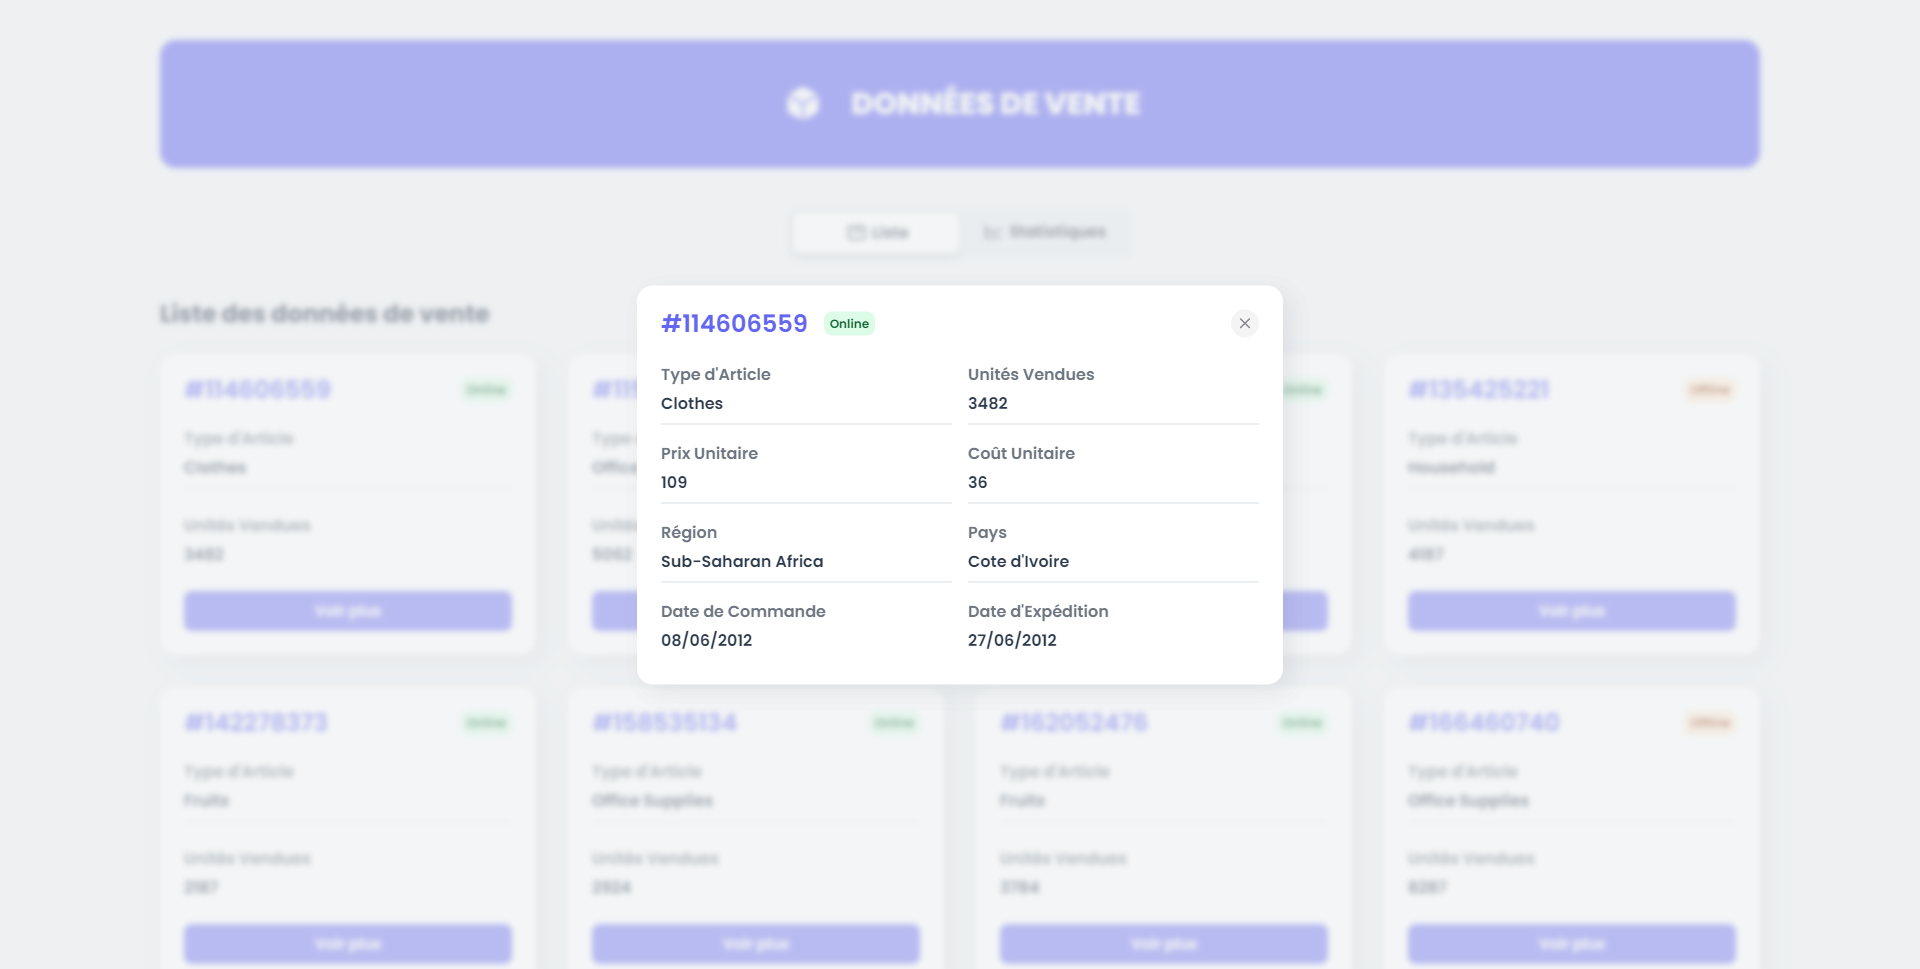 DONNÉES DE VENTE
Liste
Statistiques
Liste des données de vente
#114606559 Online
Type d'Article
Clothes
Unités Vendues
3482
Prix Unitaire
109
Coût Unitaire
36
Région
Sub-Saharan Africa
Pays
Cote d'Ivoire
Date de Commande
08/06/2012
Date d'Expédition
27/06/2012
#114606559 Online
Type d'Article
Clothes
Unités Vendues
3482
Voir plus
5062
#135425221 Offline
Type d'Article
Household
Unités Vendues
4187
Voir plus
#142278373 Online
Type d'Article
Fruits
Unités Vendues
2187
Voir plus
#158535134 Online
Type d'Article
Office Supplies
Unités Vendues
2924
Voir plus
#162052476 Online
Type d'Article
Fruits
Unités Vendues
3784
Voir plus
#166460740 Offline
Type d'Article
Office Supplies
Unités Vendues
8287
Voir plus